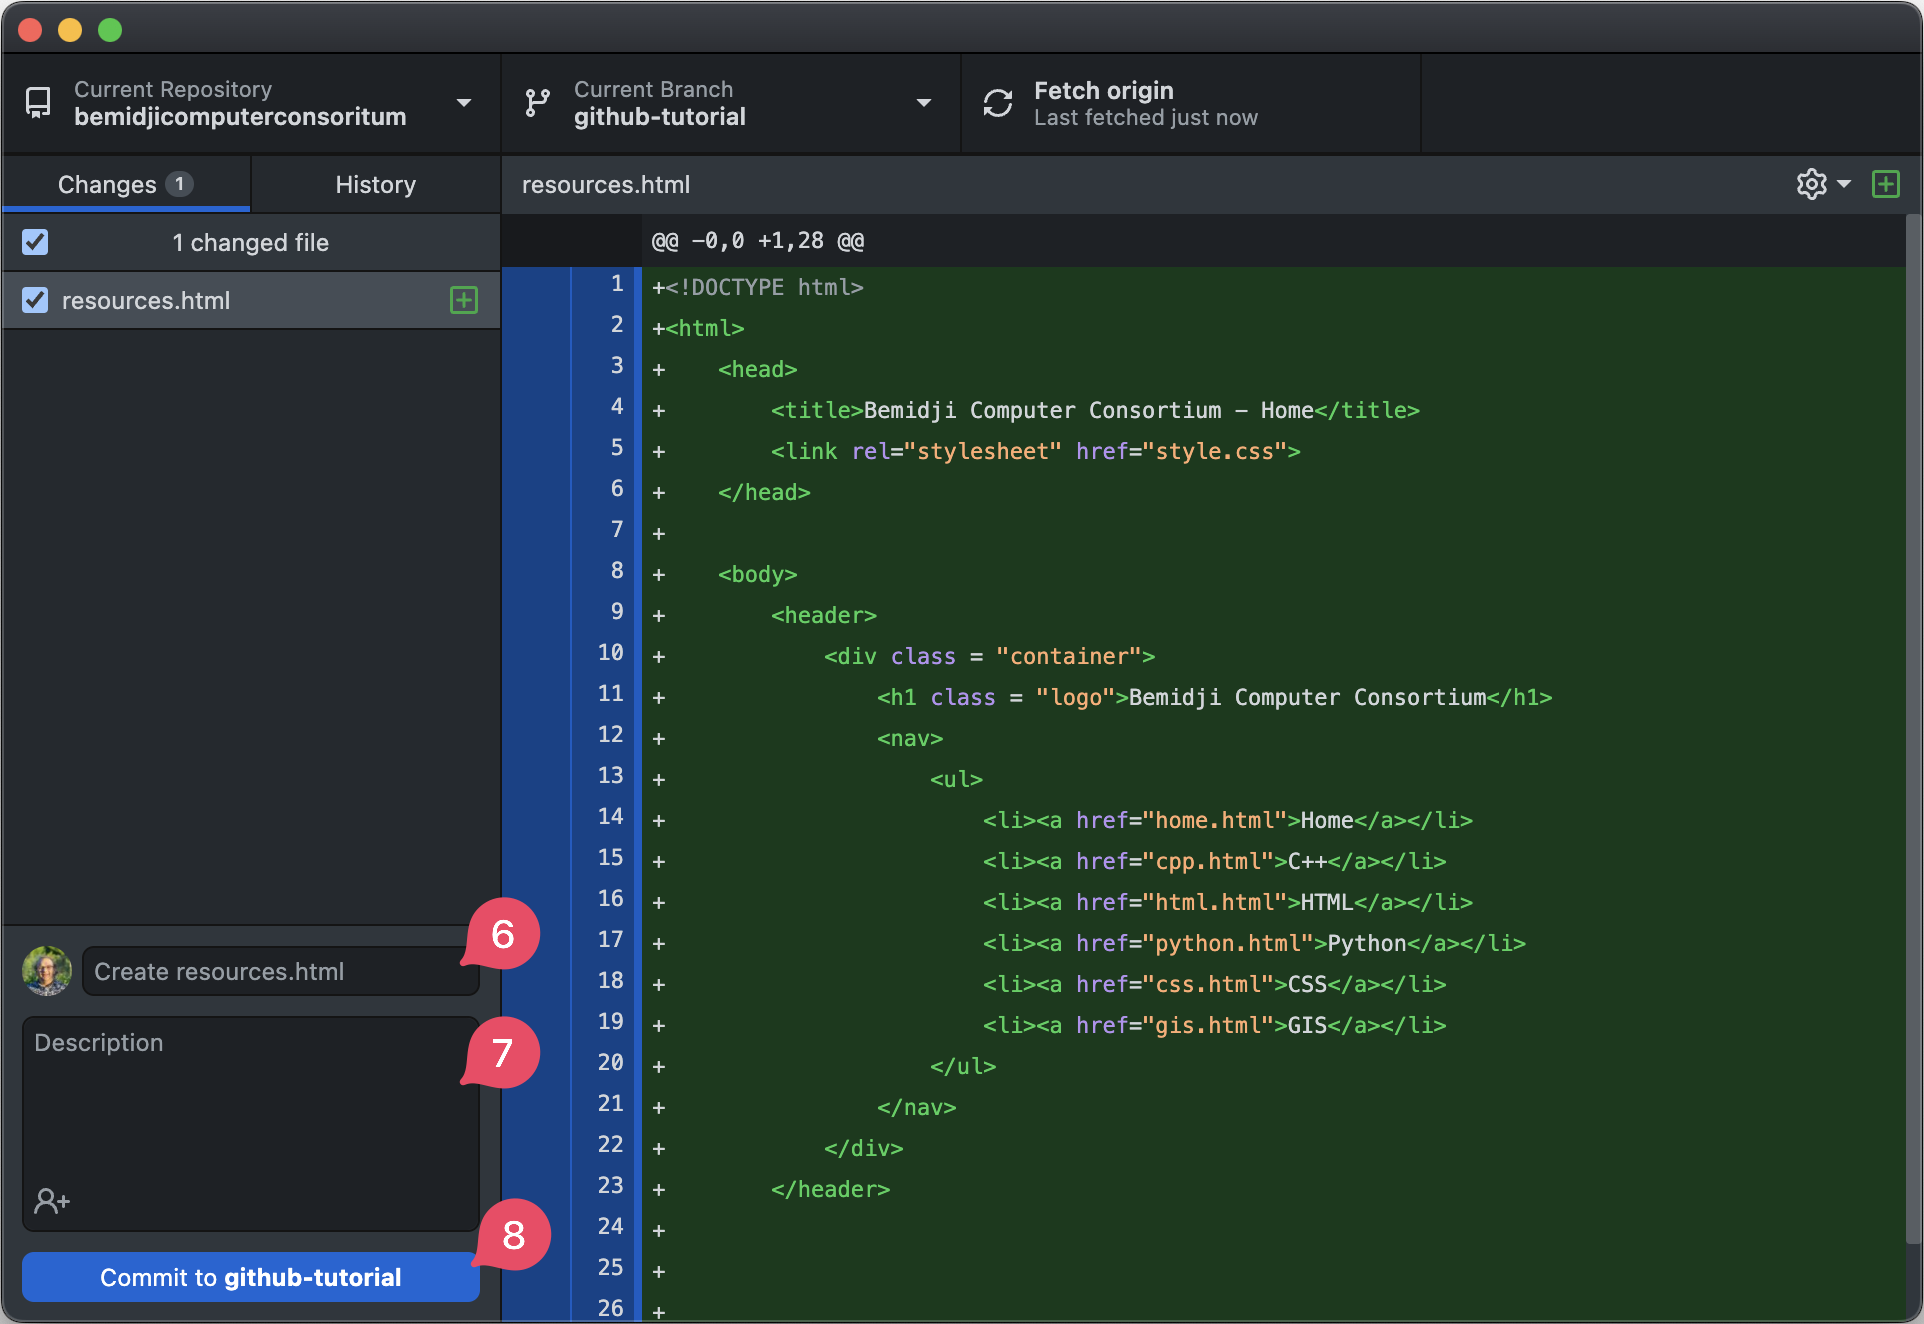 Current Repository
bemidjicomputerconsoritum
Current Branch
github-tutorial
Fetch origin
Last fetched just now
Changes 1
History
resources.html
1 changed file
resources.html
@@ -0,0 +1,28 @@
1 +<!DOCTYPE html>
2 +<html>
3 +    <head>
4 +        <title>Bemidji Computer Consortium - Home</title>
5 +        <link rel="stylesheet" href="style.css">
6 +    </head>
7 +
8 +    <body>
9 +        <header>
10 +            <div class = "container">
11 +                <h1 class = "logo">Bemidji Computer Consortium</h1>
12 +                <nav>
13 +                    <ul>
14 +                        <li><a href="home.html">Home</a></li>
15 +                        <li><a href="cpp.html">C++</a></li>
16 +                        <li><a href="html.html">HTML</a></li>
17 +                        <li><a href="python.html">Python</a></li>
18 +                        <li><a href="css.html">CSS</a></li>
19 +                        <li><a href="gis.html">GIS</a></li>
20 +                    </ul>
21 +                </nav>
22 +            </div>
23 +        </header>
24 +
25 +
26 +
Create resources.html
6
Description
7
8
Commit to github-tutorial